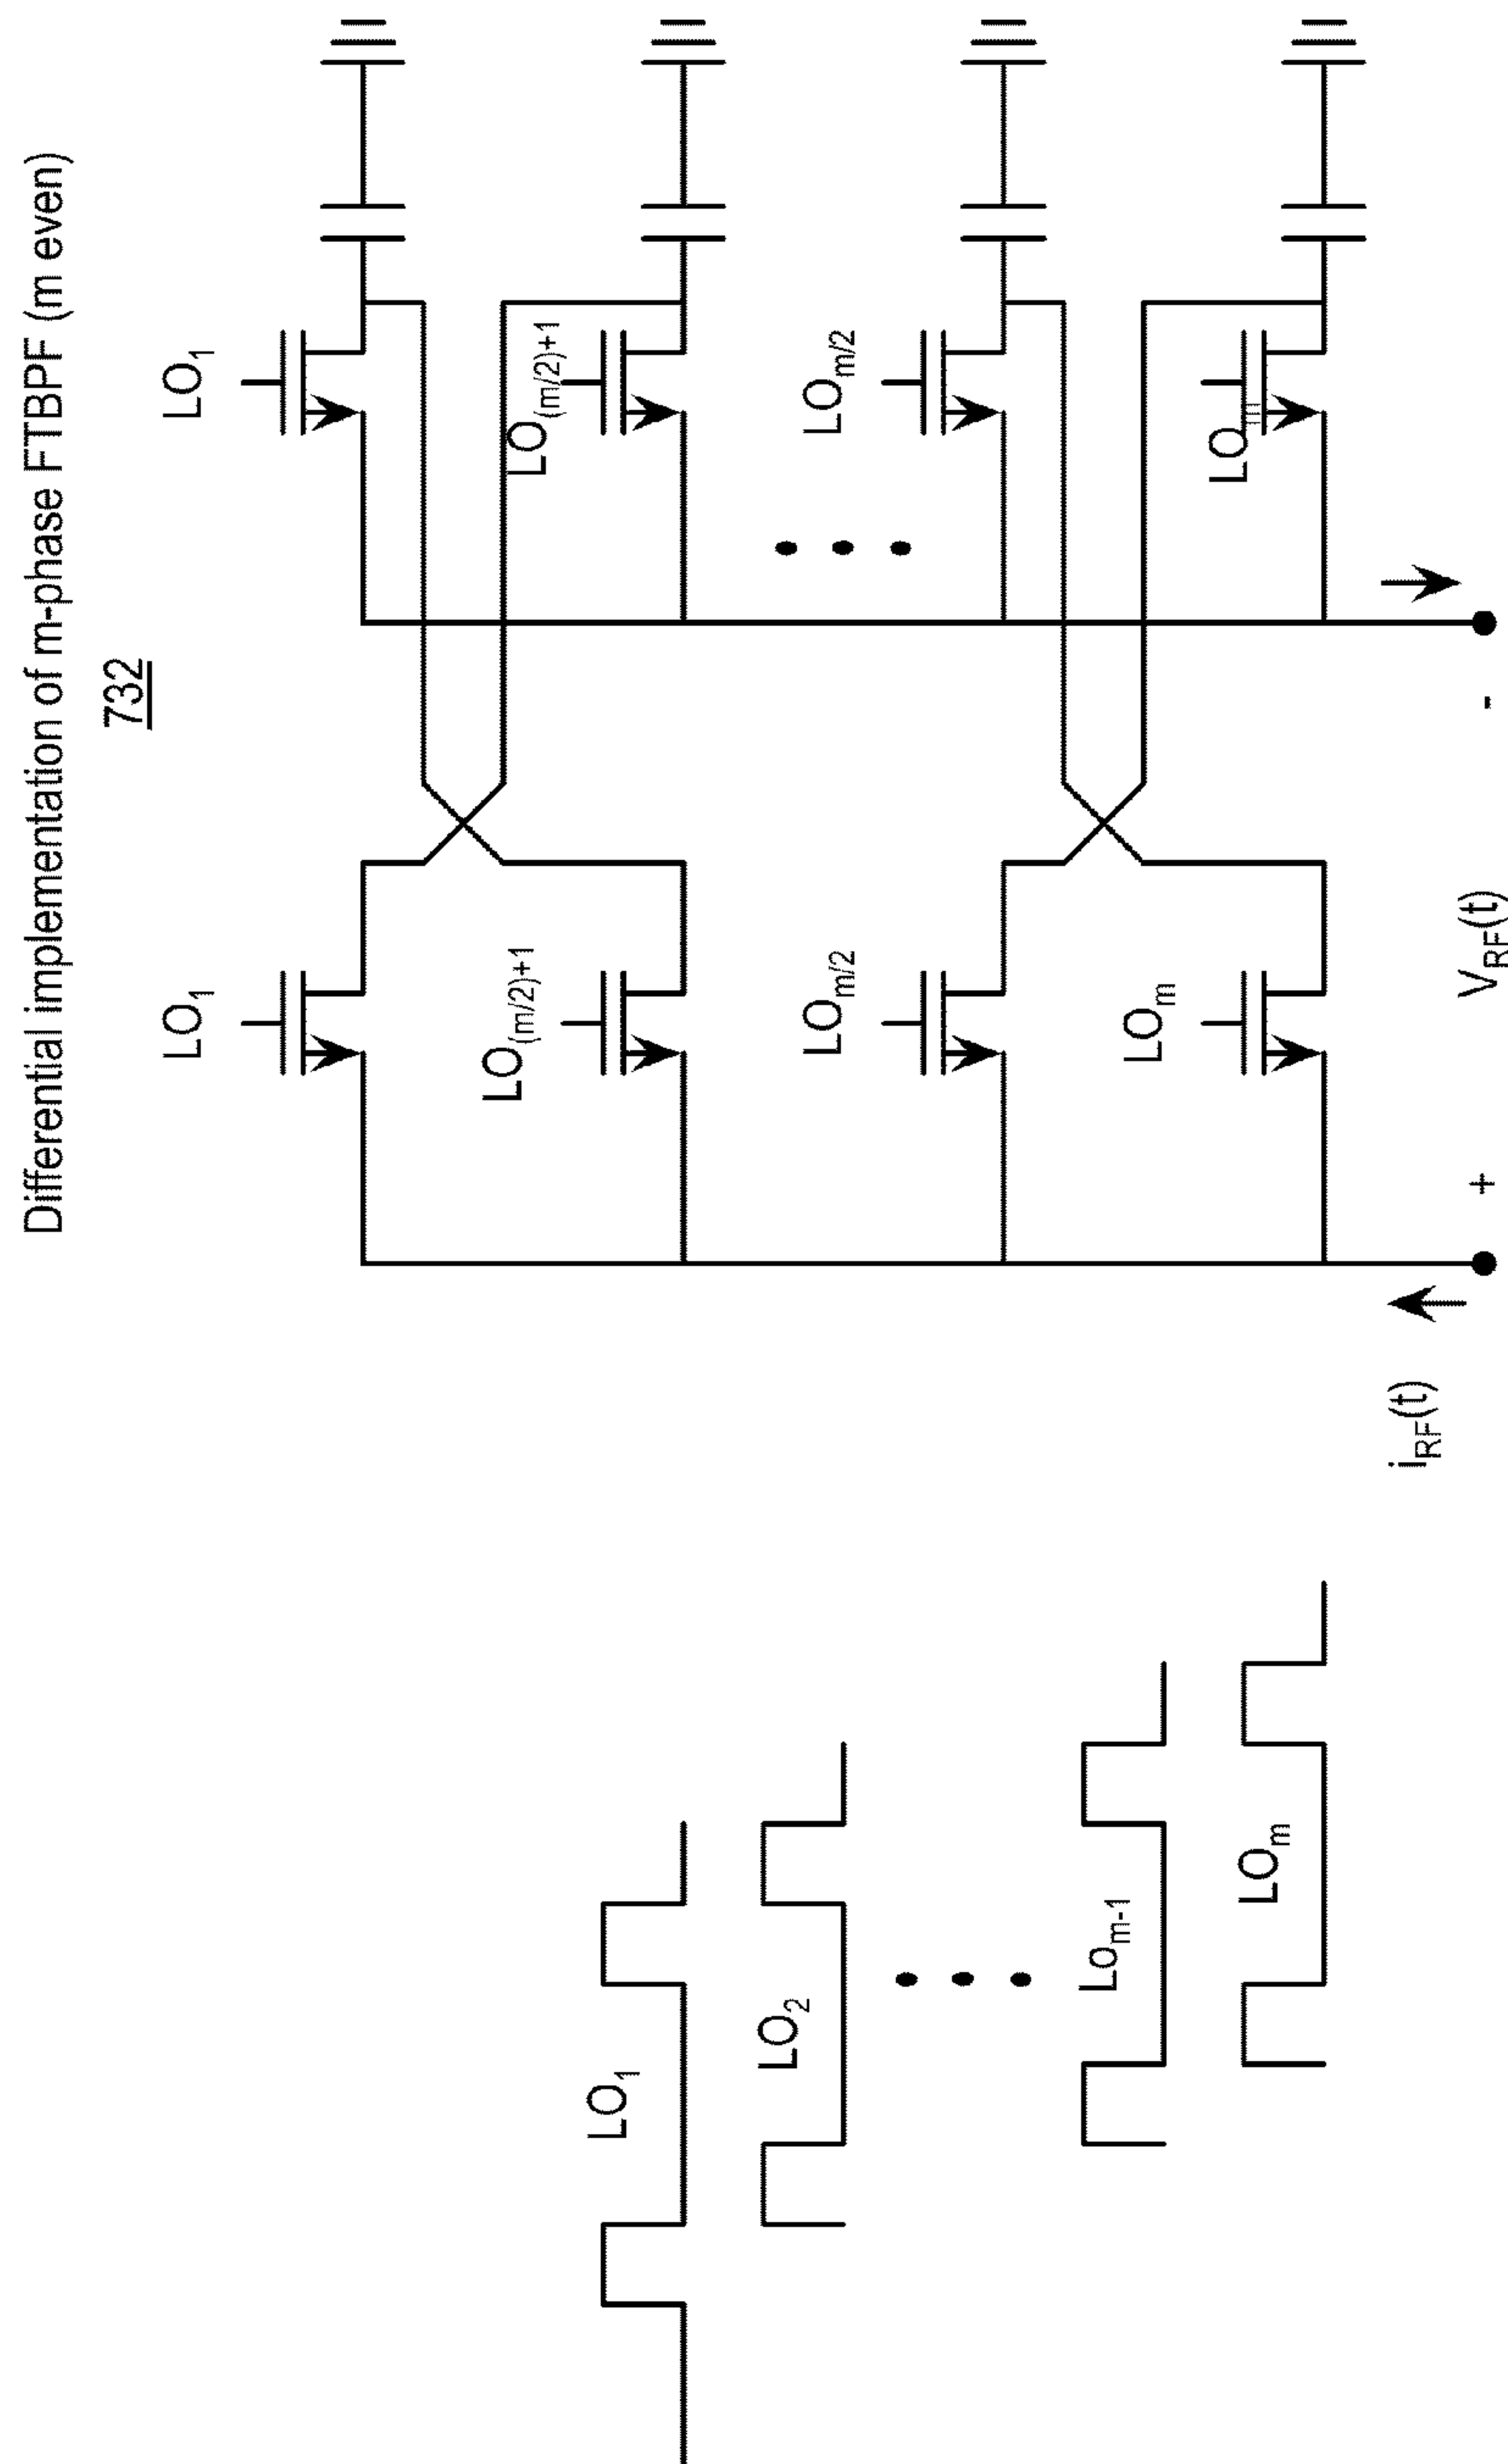 Differential implementation of m-phase FTBPF (m even)
732
LO1
LO(m/2)+1
LOm/2
LOm
LO1
LO(m/2)+1
LOm/2
LOm
iRF(t)
+
VRF(t)
-
LO1
LO2
Lom-1
LOm